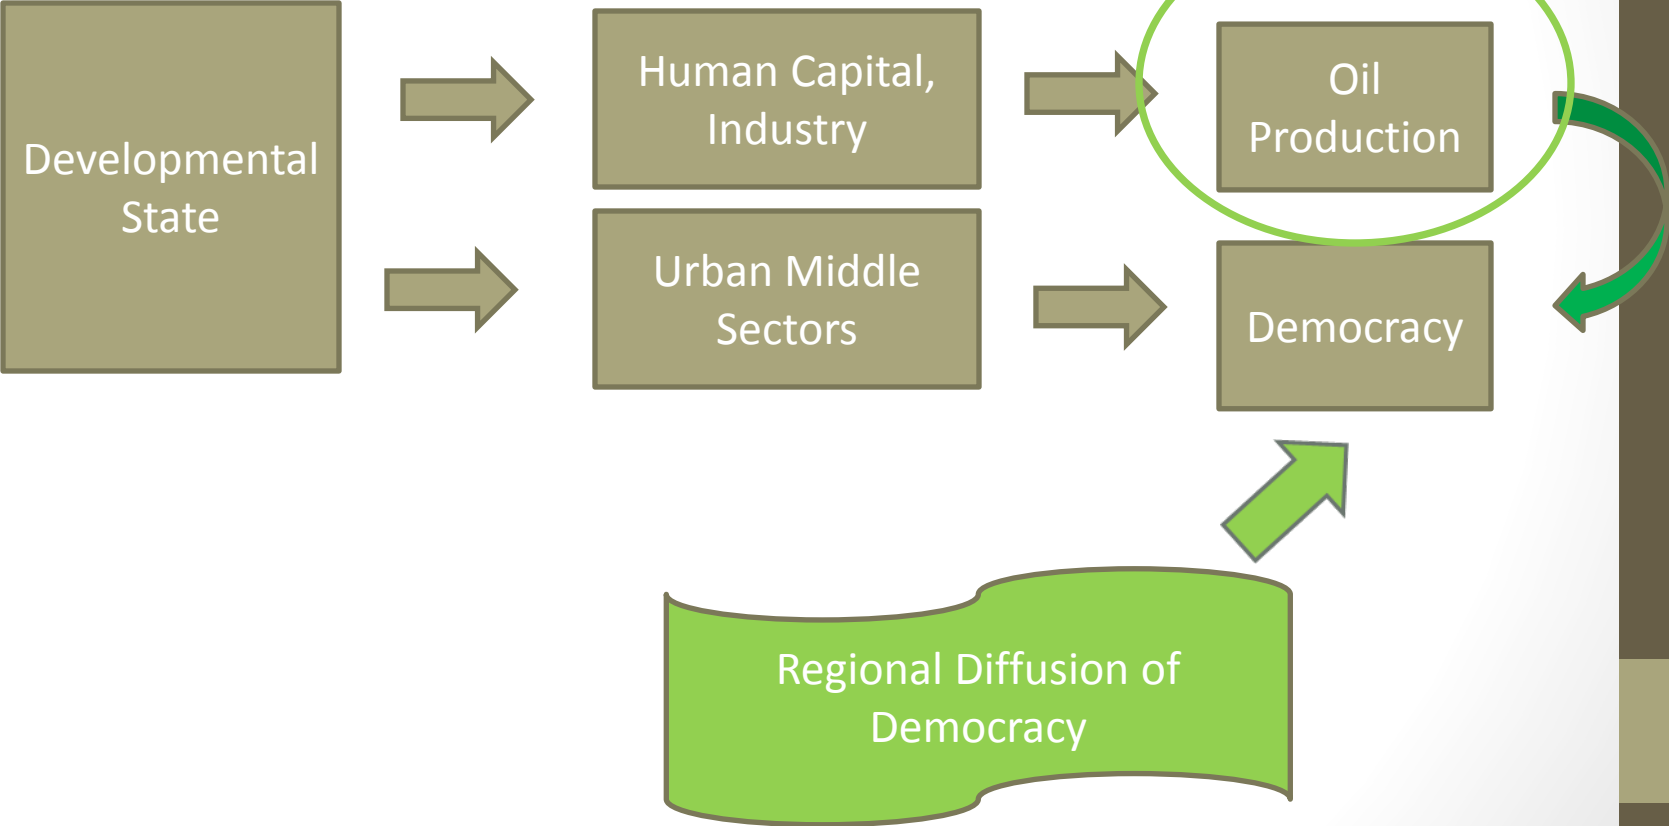 Developmental
State
Human Capital,
Industry
Oil
Production
Urban Middle
Sectors
Democracy
Regional Diffusion of
Democracy